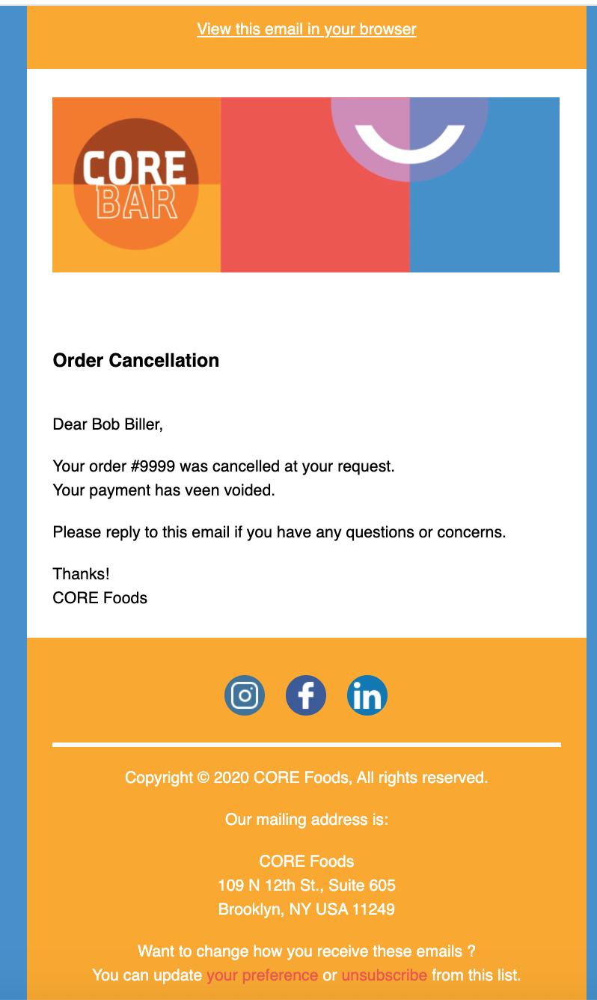 View this email in your browser
CORE
BAR
Order Cancellation
Dear Bob Biller,
Your order #9999 was cancelled at your request.
Your payment has veen voided.
Please reply to this email if you have any questions or concerns.
Thanks!
CORE Foods
f
in
Copyright © 2020 CORE Foods, All rights reserved.
Our mailing address is:
CORE Foods
109 N 12th St., Suite 605
Brooklyn, NY USA 11249
Want to change how you receive these emails ?
You can update your preference or unsubscribe from this list.